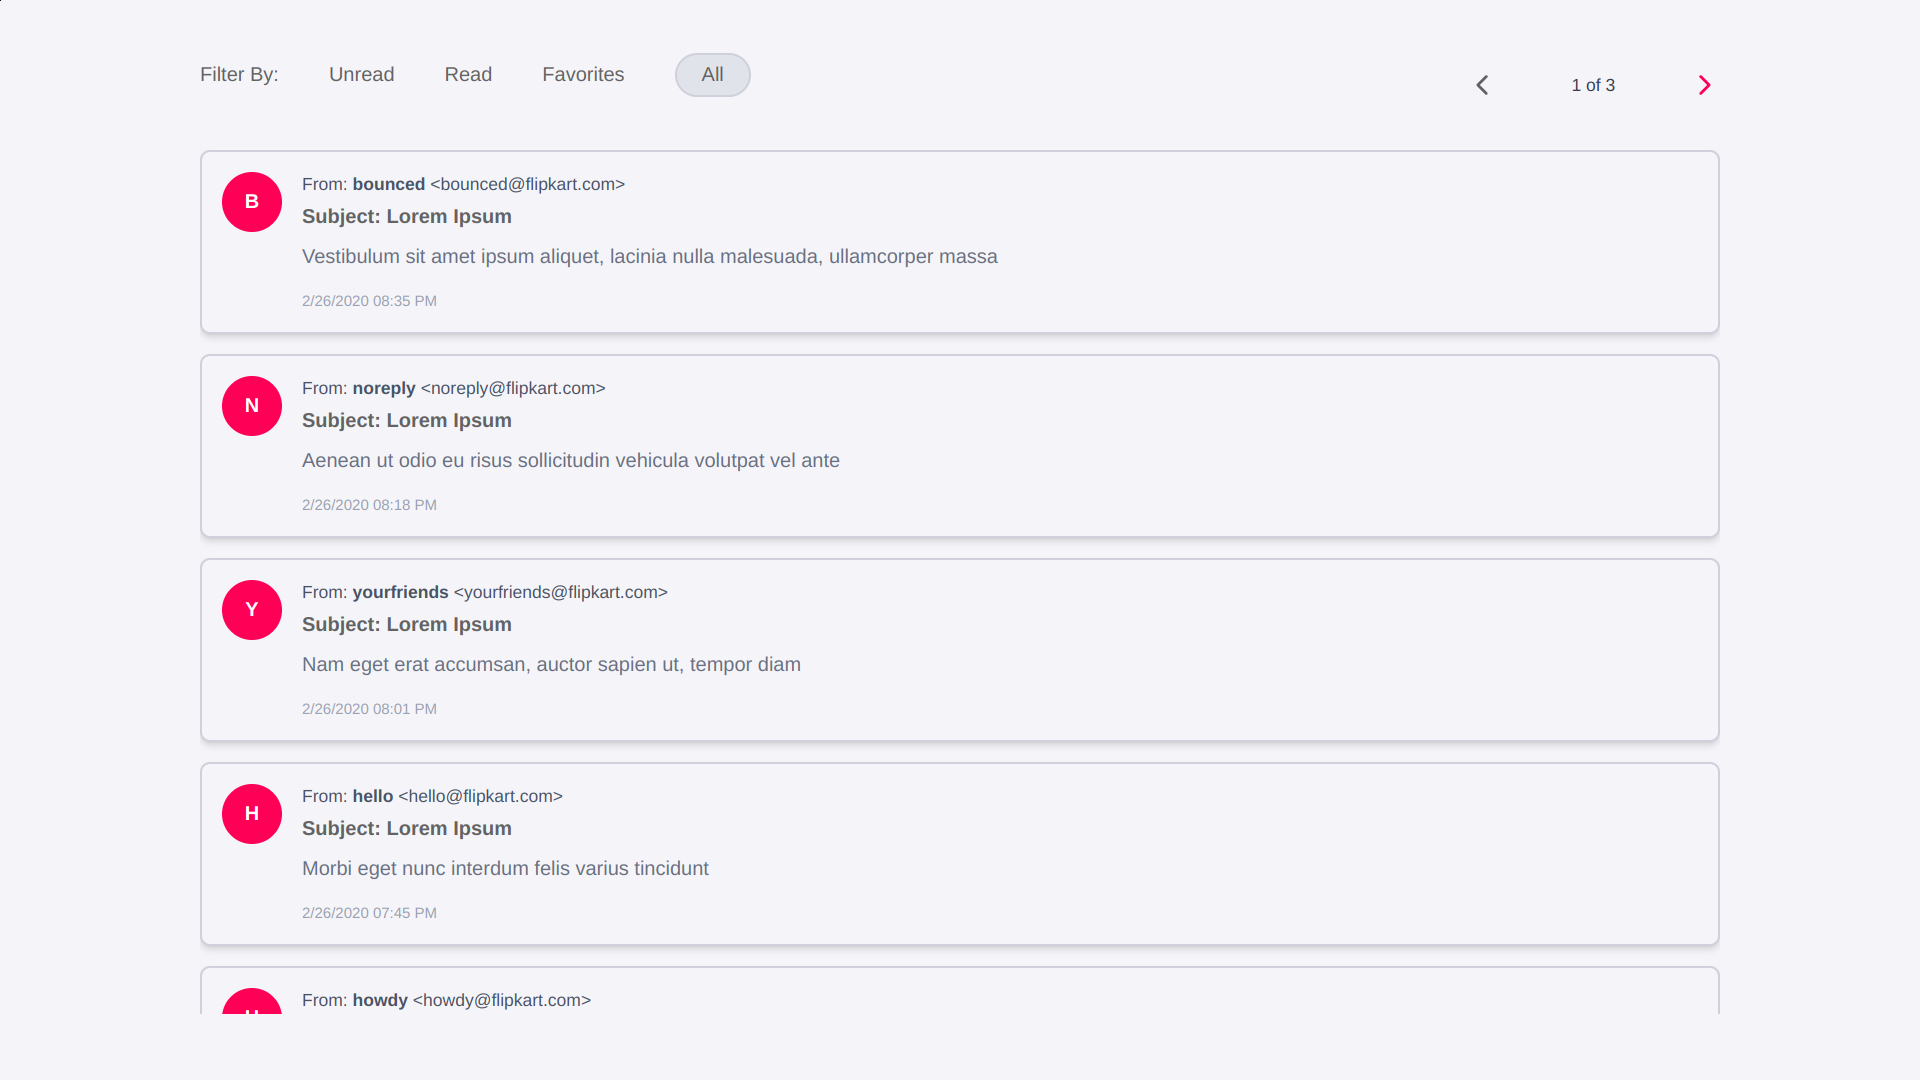 Filter By: Unread Read Favorites All
1 of 3
B
From: bounced <bounced@flipkart.com>
Subject: Lorem Ipsum
Vestibulum sit amet ipsum aliquet, lacinia nulla malesuada, ullamcorper massa
2/26/2020 08:35 PM
N
From: noreply <noreply@flipkart.com>
Subject: Lorem Ipsum
Aenean ut odio eu risus sollicitudin vehicula volutpat vel ante
2/26/2020 08:18 PM
Y
From: yourfriends <yourfriends@flipkart.com>
Subject: Lorem Ipsum
Nam eget erat accumsan, auctor sapien ut, tempor diam
2/26/2020 08:01 PM
H
From: hello <hello@flipkart.com>
Subject: Lorem Ipsum
Morbi eget nunc interdum felis varius tincidunt
2/26/2020 07:45 PM
H
From: howdy <howdy@flipkart.com>